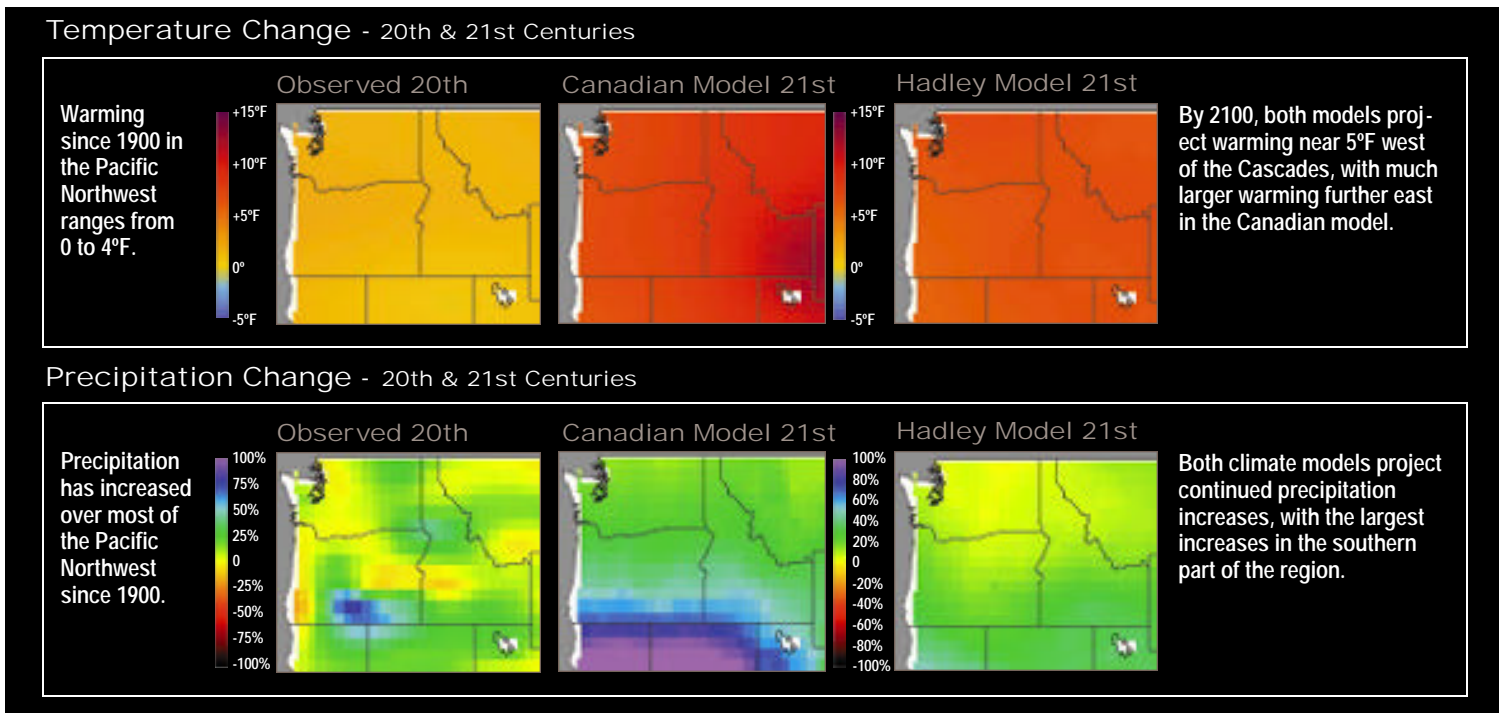 Temperature Change - 20th & 21st Centuries
Observed 20th
Canadian Model 21st
Hadley Model 21st
Warming
since 1900 in
the Pacific
Northwest
ranges from
0 to 4ºF.
+15ºF
+10ºF
+5ºF
0º
-5ºF
+15ºF
+10ºF
+5ºF
0º
-5ºF
By 2100, both models proj-
ect warming near 5ºF west
of the Cascades, with much
larger warming further east
in the Canadian model.
Precipitation Change - 20th & 21st Centuries
Observed 20th
Canadian Model 21st
Hadley Model 21st
Precipitation
has increased
over most of
the Pacific
Northwest
since 1900.
100%
75%
50%
25%
0
-25%
-50%
-75%
-100%
100%
80%
60%
40%
20%
0
-20%
-40%
-60%
-80%
-100%
Both climate models project
continued precipitation
increases, with the largest
increases in the southern
part of the region.